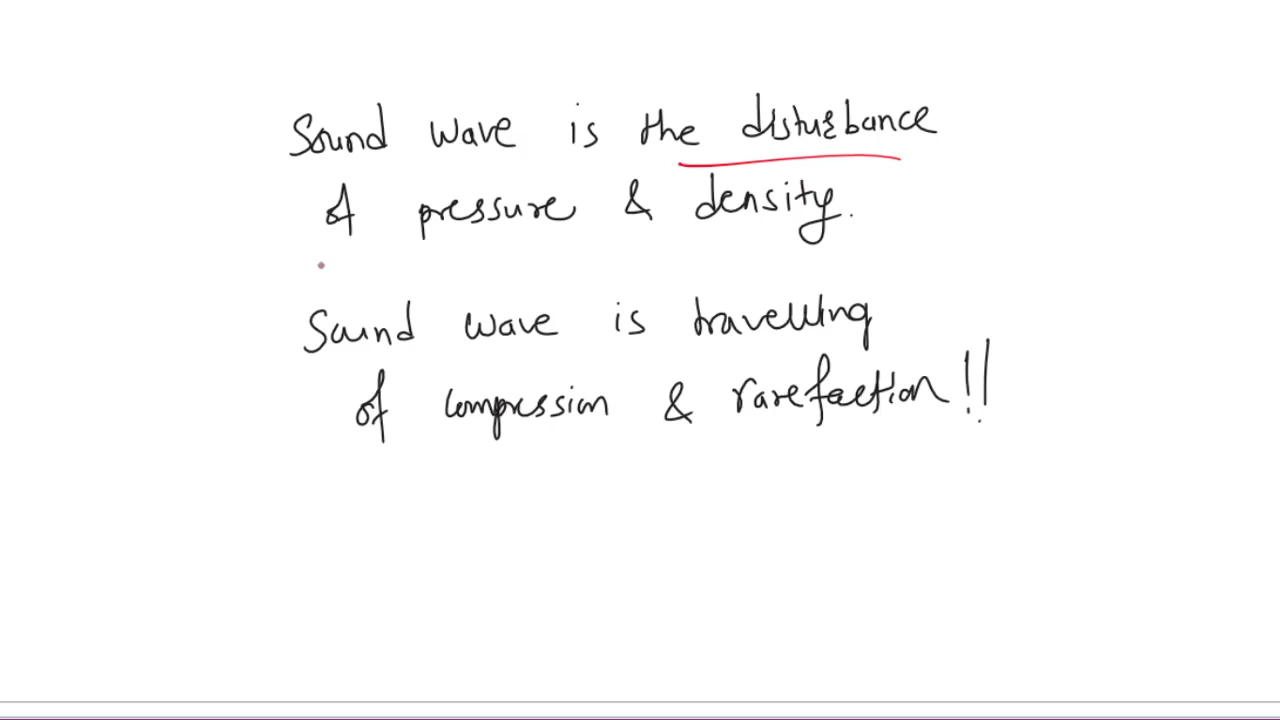 Sound wave is the disturbance
of pressure & density.
Sound wave is travelling
of compression & rarefaction!!